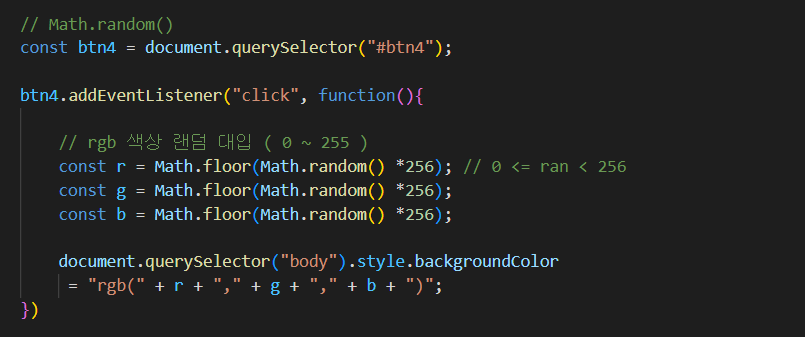 // Math.random()
const btn4 = document.querySelector("#btn4");
btn4.addEventListener("click", function(){
// rgb 색상 랜덤 대입 ( 0 ~ 255 )
const r = Math.floor(Math.random() *256); // 0 <= ran < 256
const g = Math.floor(Math.random() *256);
const b = Math.floor(Math.random() *256);
document.querySelector("body").style.backgroundColor
= "rgb(" + r + "," + g + "," + b + ")";
})